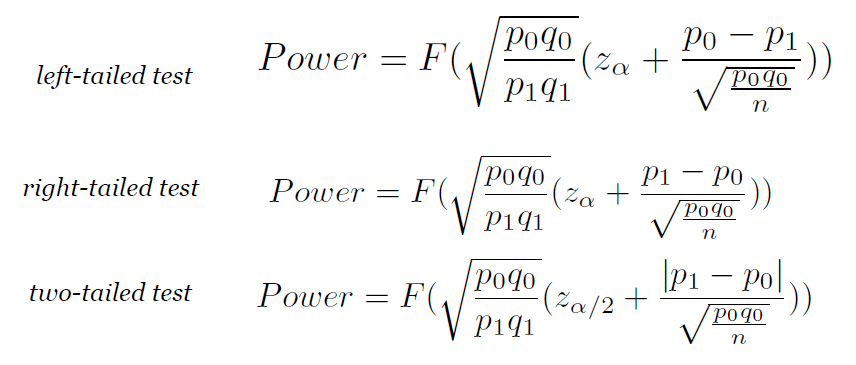 left-tailed test Power = F(√(p₀q₀/p₁q₁)(z_α + (p₀ − p₁)/√(p₀q₀/n)))
right-tailed test Power = F(√(p₀q₀/p₁q₁)(z_α + (p₁ − p₀)/√(p₀q₀/n)))
two-tailed test Power = F(√(p₀q₀/p₁q₁)(z_α/2 + |p₁ − p₀|/√(p₀q₀/n)))